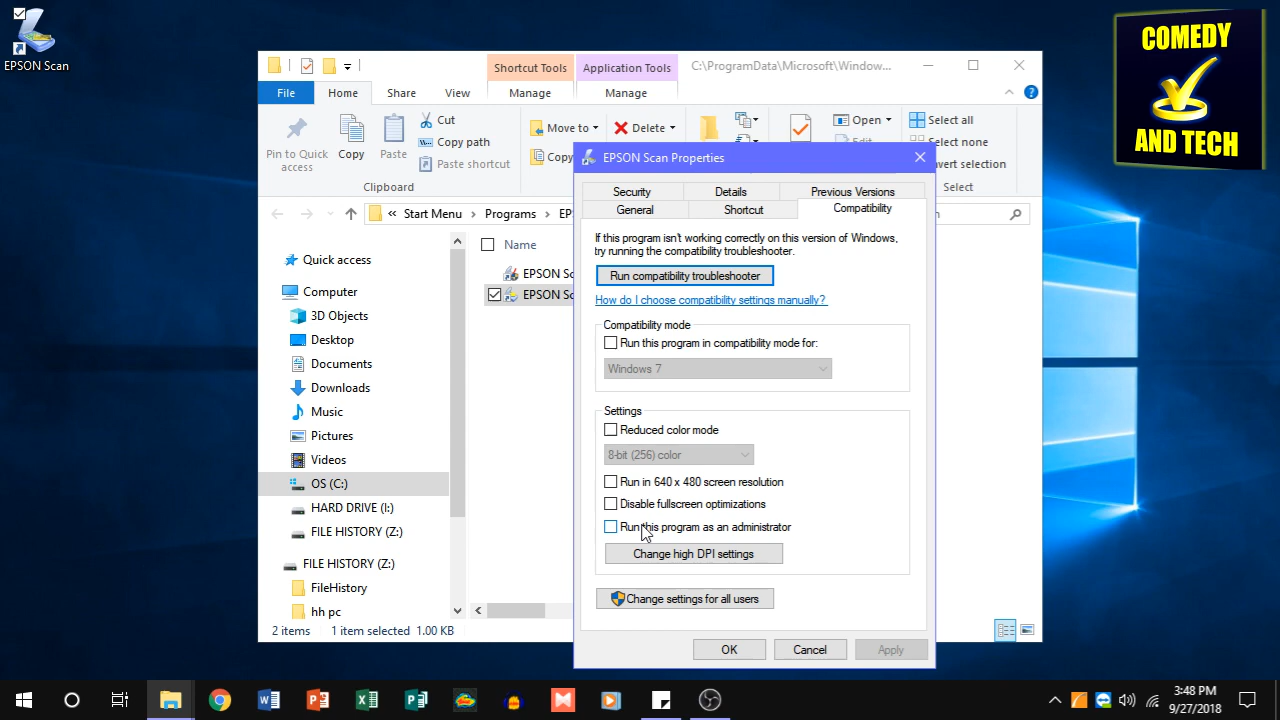 EPSON Scan
COMEDY
AND TECH
Shortcut Tools
Application Tools
C:\ProgramData\Microsoft\Window...
File
Home
Share
View
Manage
Manage
Pin to Quick
access
Copy
Paste
Cut
Copy path
Paste shortcut
Clipboard
Move to
Delete
Copy
Open
Edit
Select all
Select none
nvert selection
Select
« Start Menu > Programs > EP
Quick access
Computer
3D Objects
Desktop
Documents
Downloads
Music
Pictures
Videos
OS (C:)
HARD DRIVE (I:)
FILE HISTORY (Z:)
FILE HISTORY (Z:)
FileHistory
hh pc
Name
EPSON Sc
EPSON Sc
2 items 1 item selected 1.00 KB
EPSON Scan Properties
Security
Details
Previous Versions
General
Shortcut
Compatibility
If this program isn't working correctly on this version of Windows,
try running the compatibility troubleshooter.
Run compatibility troubleshooter
How do I choose compatibility settings manually?
Compatibility mode
Run this program in compatibility mode for:
Windows 7
Settings
Reduced color mode
8-bit (256) color
Run in 640 x 480 screen resolution
Disable fullscreen optimizations
Run this program as an administrator
Change high DPI settings
Change settings for all users
OK
Cancel
Apply
3:48 PM
9/27/2018